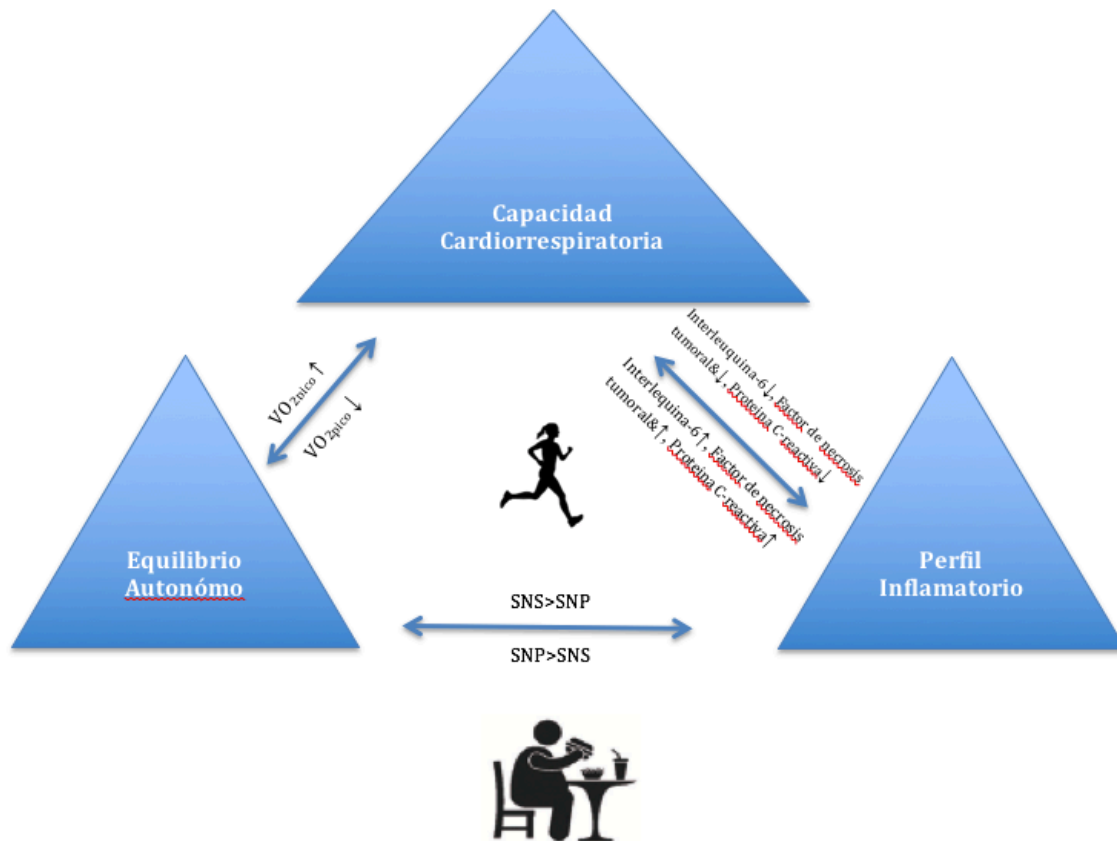 Capacidad
Cardiorrespiratoria
VO2pico↑
VO2pico↓
Interleuquina-6↓, Factor de necrosis
tumoral&↓, Proteina C-reactiva↓
Interlequina-6↑, Factor de necrosis
tumoral&↑, Proteina C-reactiva↑
Equilibrio
Autonómo
Perfil
Inflamatorio
SNS>SNP
SNP>SNS